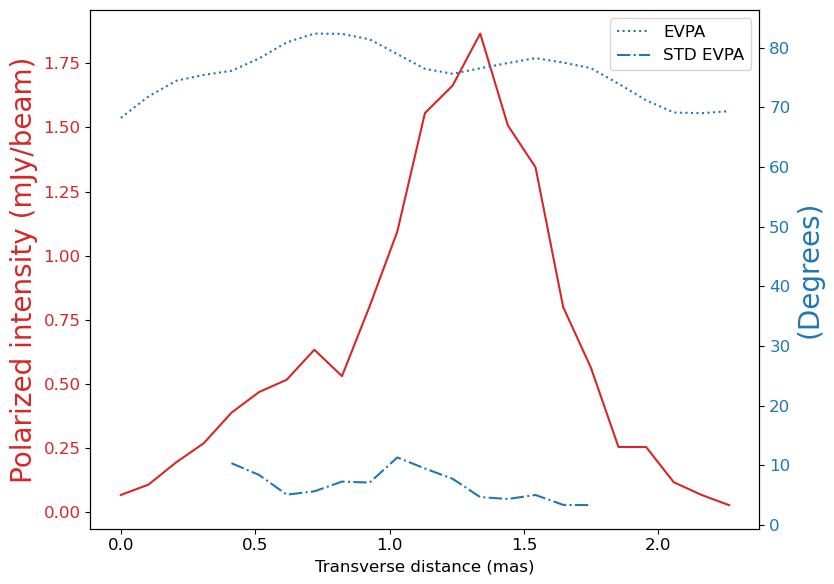 EVPA
STD EVPA
Polarized intensity (mJy/beam)
1.75
1.50
1.25
1.00
0.75
0.50
0.25
0.00
80
70
60
50
40
30
20
10
0
(Degrees)
0.0 0.5 1.0 1.5 2.0
Transverse distance (mas)